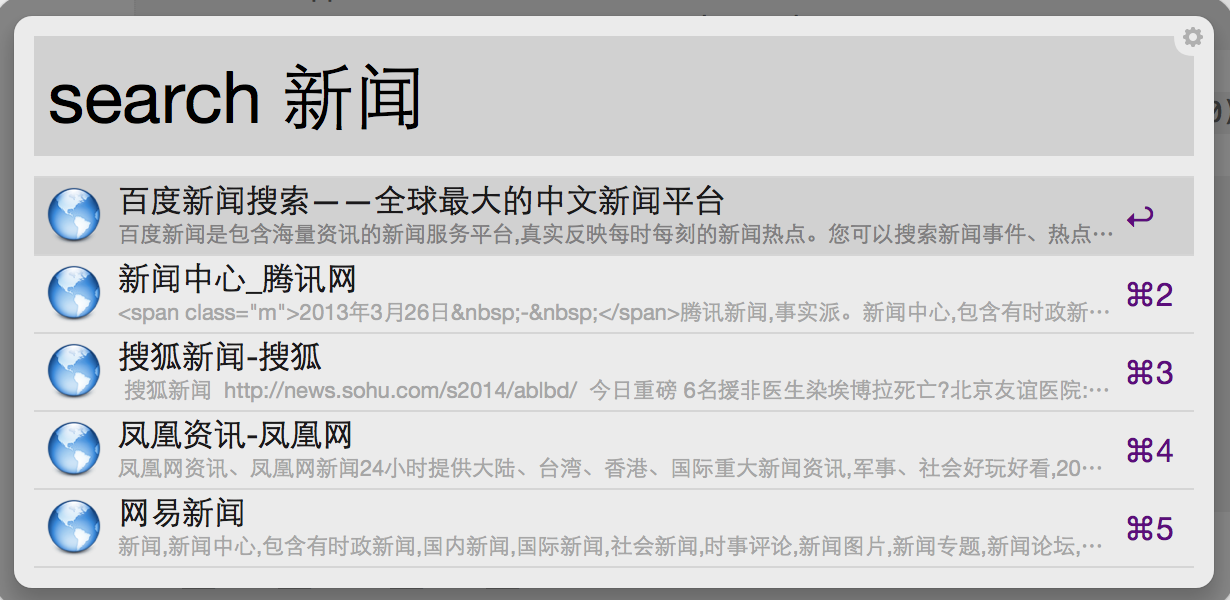 search 新闻
百度新闻搜索——全球最大的中文新闻平台
百度新闻是包含海量资讯的新闻服务平台,真实反映每时每刻的新闻热点。您可以搜索新闻事件、热点…
新闻中心_腾讯网 ⌘2
<span class="m">2013年3月26日&nbsp;-&nbsp;</span>腾讯新闻,事实派。新闻中心,包含有时政新…
搜狐新闻-搜狐 ⌘3
搜狐新闻 http://news.sohu.com/s2014/ablbd/ 今日重磅 6名援非医生染埃博拉死亡?北京友谊医院:…
凤凰资讯-凤凰网 ⌘4
凤凰网资讯、凤凰网新闻24小时提供大陆、台湾、香港、国际重大新闻资讯,军事、社会好玩好看,20…
网易新闻 ⌘5
新闻,新闻中心,包含有时政新闻,国内新闻,国际新闻,社会新闻,时事评论,新闻图片,新闻专题,新闻论坛,…